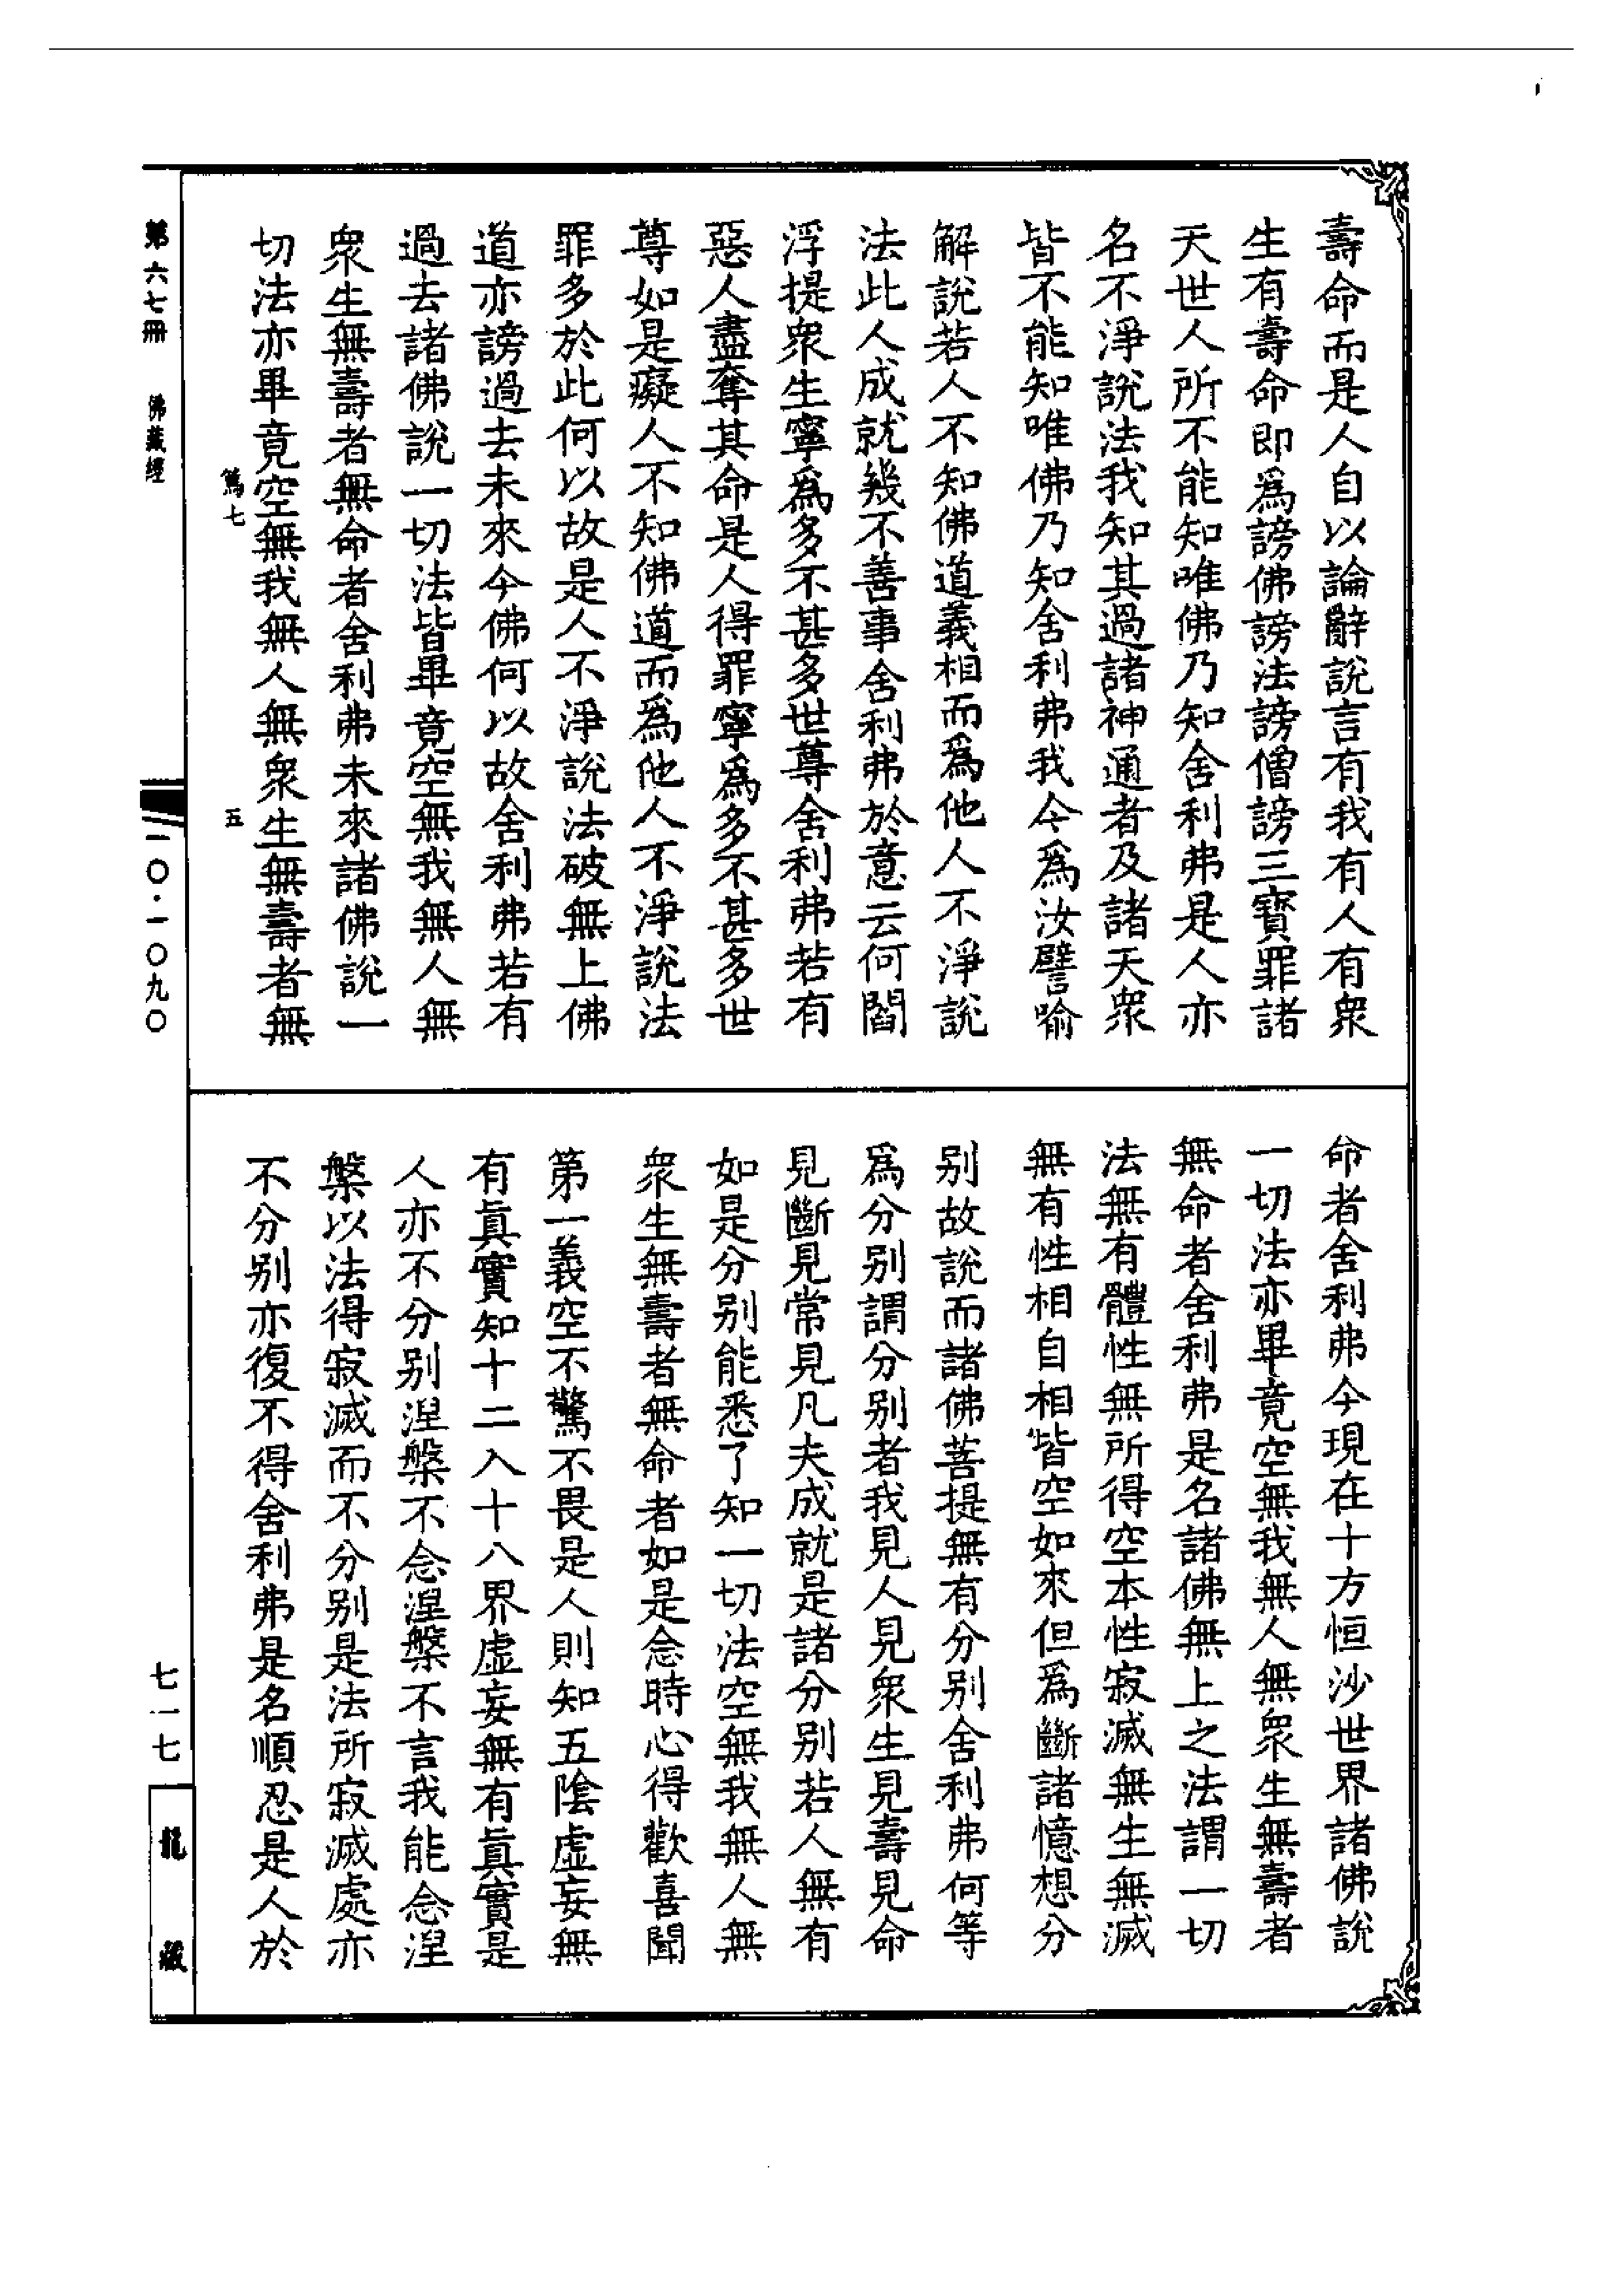 壽命而是人自以論辭說言有我有人有衆
生有壽命即爲謗佛謗法謗僧謗三寳罪諸
天世人所不能知唯佛乃知舍利弗是人亦
名不淨說法我知其過諸神通者及諸天衆
皆不能知唯佛乃知舍利弗我今爲汝譬喻
解說若人不知佛道義相而爲他人不淨說
法此人成就幾不善事舍利弗於意云何閻
浮提衆生寧爲多不甚多世尊舍利弗若有
惡人盡奪其命是人得罪寧爲多不甚多世
尊如是癡人不知佛道而爲他人不淨說法
罪多於此何以故是人不淨說法破無上佛
道亦謗過去未來今佛何以故舍利弗若有
過去諸佛說一切法皆畢竟空無我無人無
衆生無壽者無命者舍利弗未來諸佛說一
切法亦畢竟空無我無人無衆生無壽者無
篤七
五
命者舍利弗今現在十方恒沙世界諸佛說
一切法亦畢竟空無我無人無衆生無壽者
無命者舍利弗是名諸佛無上之法謂一切
法無有體性無所得空本性寂滅無生無滅
無有性相自相皆空如來但爲斷諸憶想分
別故說而諸佛菩提無有分別舍利弗何等
爲分別謂分別者我見人見衆生見壽見命
見斷見常見凡夫成就是諸分別若人無有
如是分別能悉了知一切法空無我無人無
衆生無壽者無命者如是念時心得歡喜聞
第一義空不驚不畏是人則知五陰虛妄無
有眞實知十二入十八界虛妄無有眞實是
人亦不分別涅槃不念涅槃不言我能念涅
槃以法得寂滅而不分別是法所寂滅處亦
不分別亦復不得舍利弗是名順忍是人於
第六七冊
佛藏經
一〇·一〇九〇
七一七
龍藏